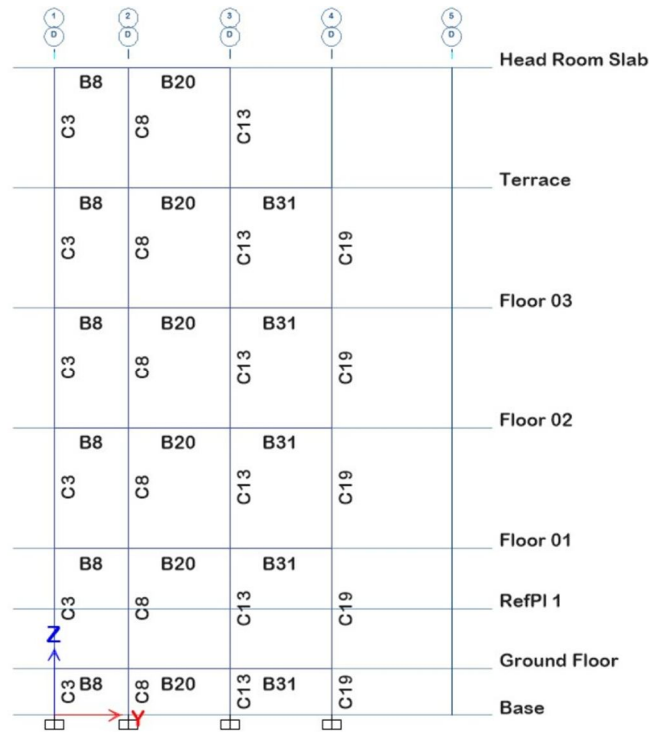 1 2 3 4 5
D D D D D
Head Room Slab
B8 B20
C3 C8 C13
Terrace
B8 B20 B31
C3 C8 C13 C19
Floor 03
B8 B20 B31
C3 C8 C13 C19
Floor 02
B8 B20 B31
C3 C8 C13 C19
Floor 01
B8 B20 B31
C3 C8 C13 C19 RefPl 1
Z
Ground Floor
C3 B8 C8 B20 C13 B31 C19
Base
Y